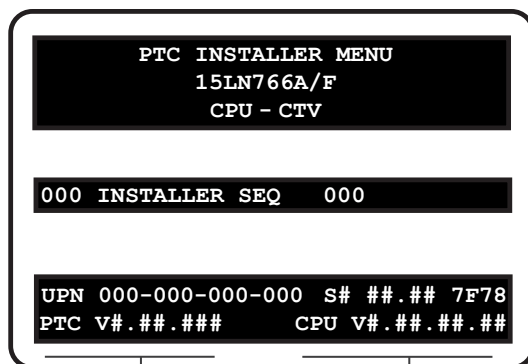 PTC INSTALLER MENU
15LN766A/F
CPU – CTV
000 INSTALLER SEQ 000
UPN 000-000-000-000 S# ##.## 7F78
PTC V#.##.### CPU V#.##.##.##